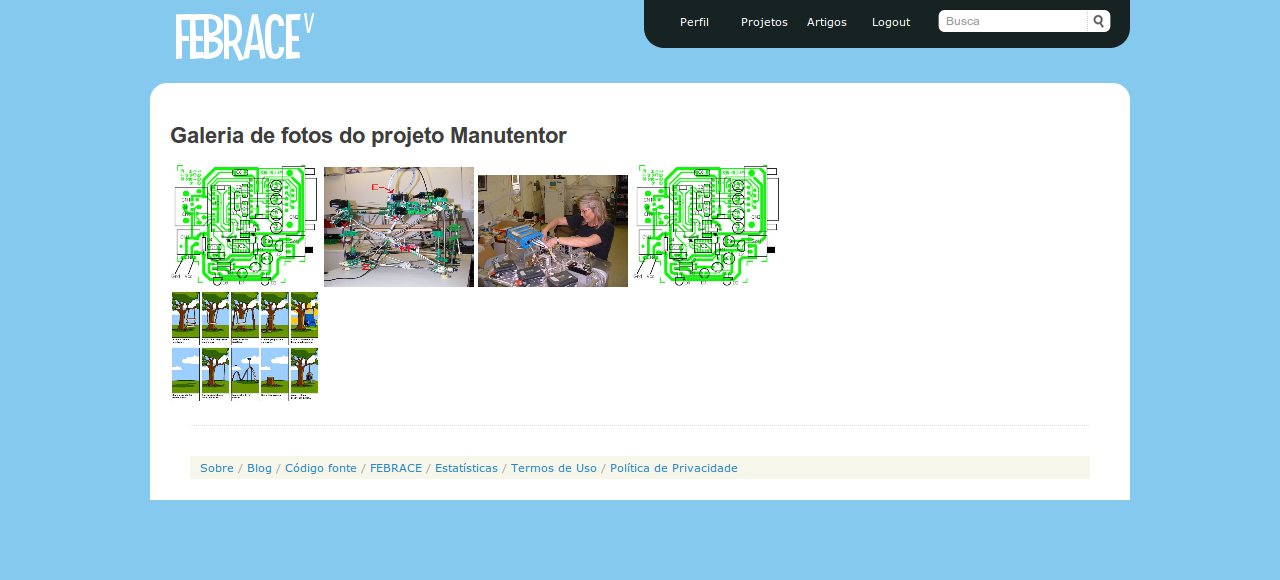 FEBRACE V
Perfil Projetos Artigos Logout Busca
Galeria de fotos do projeto Manutentor
E
Sobre / Blog / Código fonte / FEBRACE / Estatísticas / Termos de Uso / Política de Privacidade